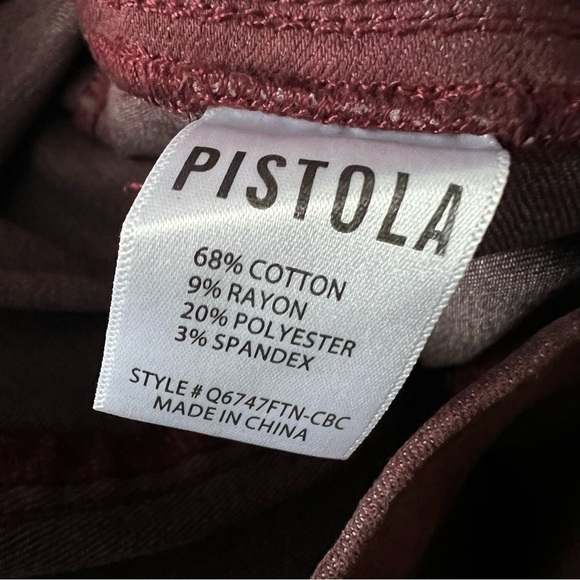 PISTOLA
68% COTTON
9% RAYON
20% POLYESTER
3% SPANDEX
STYLE # Q6747FTN-CBC
MADE IN CHINA